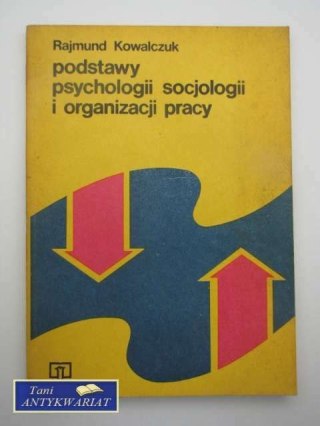 Rajmund Kowalczuk
podstawy
psychologii socjologii
i organizacji pracy
Tani
ANTYKWARIAT